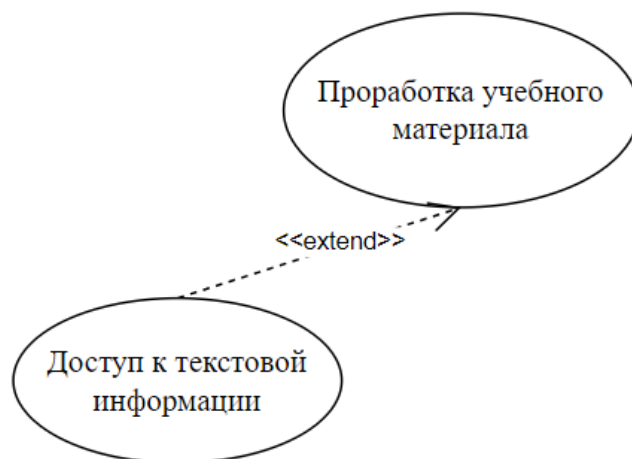 Проработка учебного
материала
<<extend>>
Доступ к текстовой
информации